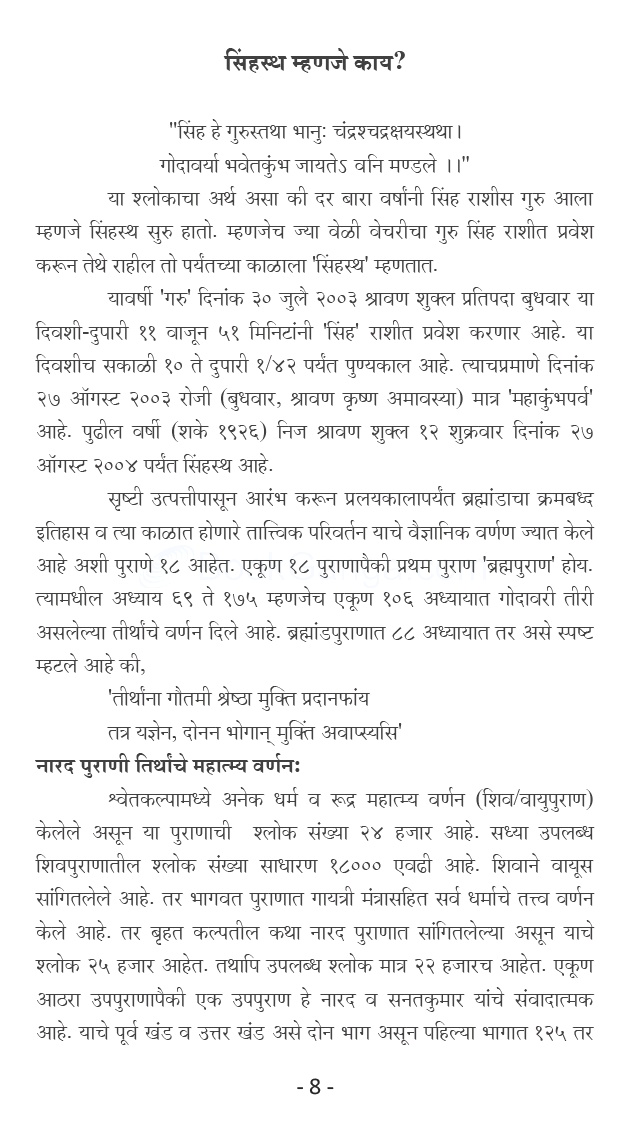 सिंहस्थ म्हणजे काय?
"सिंह हे गुरुस्तथा भानु: चंद्रश्चद्रक्षयस्थथा।
गोदावर्या भवेतकुंभ जायतेऽ वनि मण्डले ।।"
या श्लोकाचा अर्थ असा की दर बारा वर्षांनी सिंह राशीस गुरु आला
म्हणजे सिंहस्थ सुरु हातो. म्हणजेच ज्या वेळी वेचरीचा गुरु सिंह राशीत प्रवेश
करून तेथे राहील तो पर्यंतच्या काळाला 'सिंहस्थ' म्हणतात.
यावर्षी 'गरु' दिनांक ३० जुलै २००३ श्रावण शुक्ल प्रतिपदा बुधवार या
दिवशी-दुपारी ११ वाजून ५१ मिनिटांनी 'सिंह' राशीत प्रवेश करणार आहे. या
दिवशीच सकाळी १० ते दुपारी १/४२ पर्यंत पुण्यकाल आहे. त्याचप्रमाणे दिनांक
२७ ऑगस्ट २००३ रोजी (बुधवार, श्रावण कृष्ण अमावस्या) मात्र 'महाकुंभपर्व'
आहे. पुढील वर्षी (शके १९२६) निज श्रावण शुक्ल १२ शुक्रवार दिनांक २७
ऑगस्ट २००४ पर्यंत सिंहस्थ आहे.
सृष्टी उत्पत्तीपासून आरंभ करून प्रलयकालापर्यंत ब्रह्मांडाचा क्रमबध्द
इतिहास व त्या काळात होणारे तात्त्विक परिवर्तन याचे वैज्ञानिक वर्णण ज्यात केले
आहे अशी पुराणे १८ आहेत. एकूण १८ पुराणापैकी प्रथम पुराण 'ब्रह्मपुराण' होय.
त्यामधील अध्याय ६९ ते १७५ म्हणजेच एकूण १०६ अध्यायात गोदावरी तीरी
असलेल्या तीर्थांचे वर्णन दिले आहे. ब्रह्मांडपुराणात ८८ अध्यायात तर असे स्पष्ट
म्हटले आहे की,
'तीर्थांना गौतमी श्रेष्ठा मुक्ति प्रदानफांय
तत्र यज्ञेन, दोनन भोगान् मुक्तिं अवाप्स्यसि'
नारद पुराणी तिर्थांचे महात्म्य वर्णन:
श्वेतकल्पामध्ये अनेक धर्म व रूद्र महात्म्य वर्णन (शिव/वायुपुराण)
केलेले असून या पुराणाची श्लोक संख्या २४ हजार आहे. सध्या उपलब्ध
शिवपुराणातील श्लोक संख्या साधारण १८००० एवढी आहे. शिवाने वायूस
सांगितलेले आहे. तर भागवत पुराणात गायत्री मंत्रासहित सर्व धर्माचे तत्त्व वर्णन
केले आहे. तर बृहत कल्पतील कथा नारद पुराणात सांगितलेल्या असून याचे
श्लोक २५ हजार आहेत. तथापि उपलब्ध श्लोक मात्र २२ हजारच आहेत. एकूण
आठरा उपपुराणापैकी एक उपपुराण हे नारद व सनतकुमार यांचे संवादात्मक
आहे. याचे पूर्व खंड व उत्तर खंड असे दोन भाग असून पहिल्या भागात १२५ तर
- 8 -